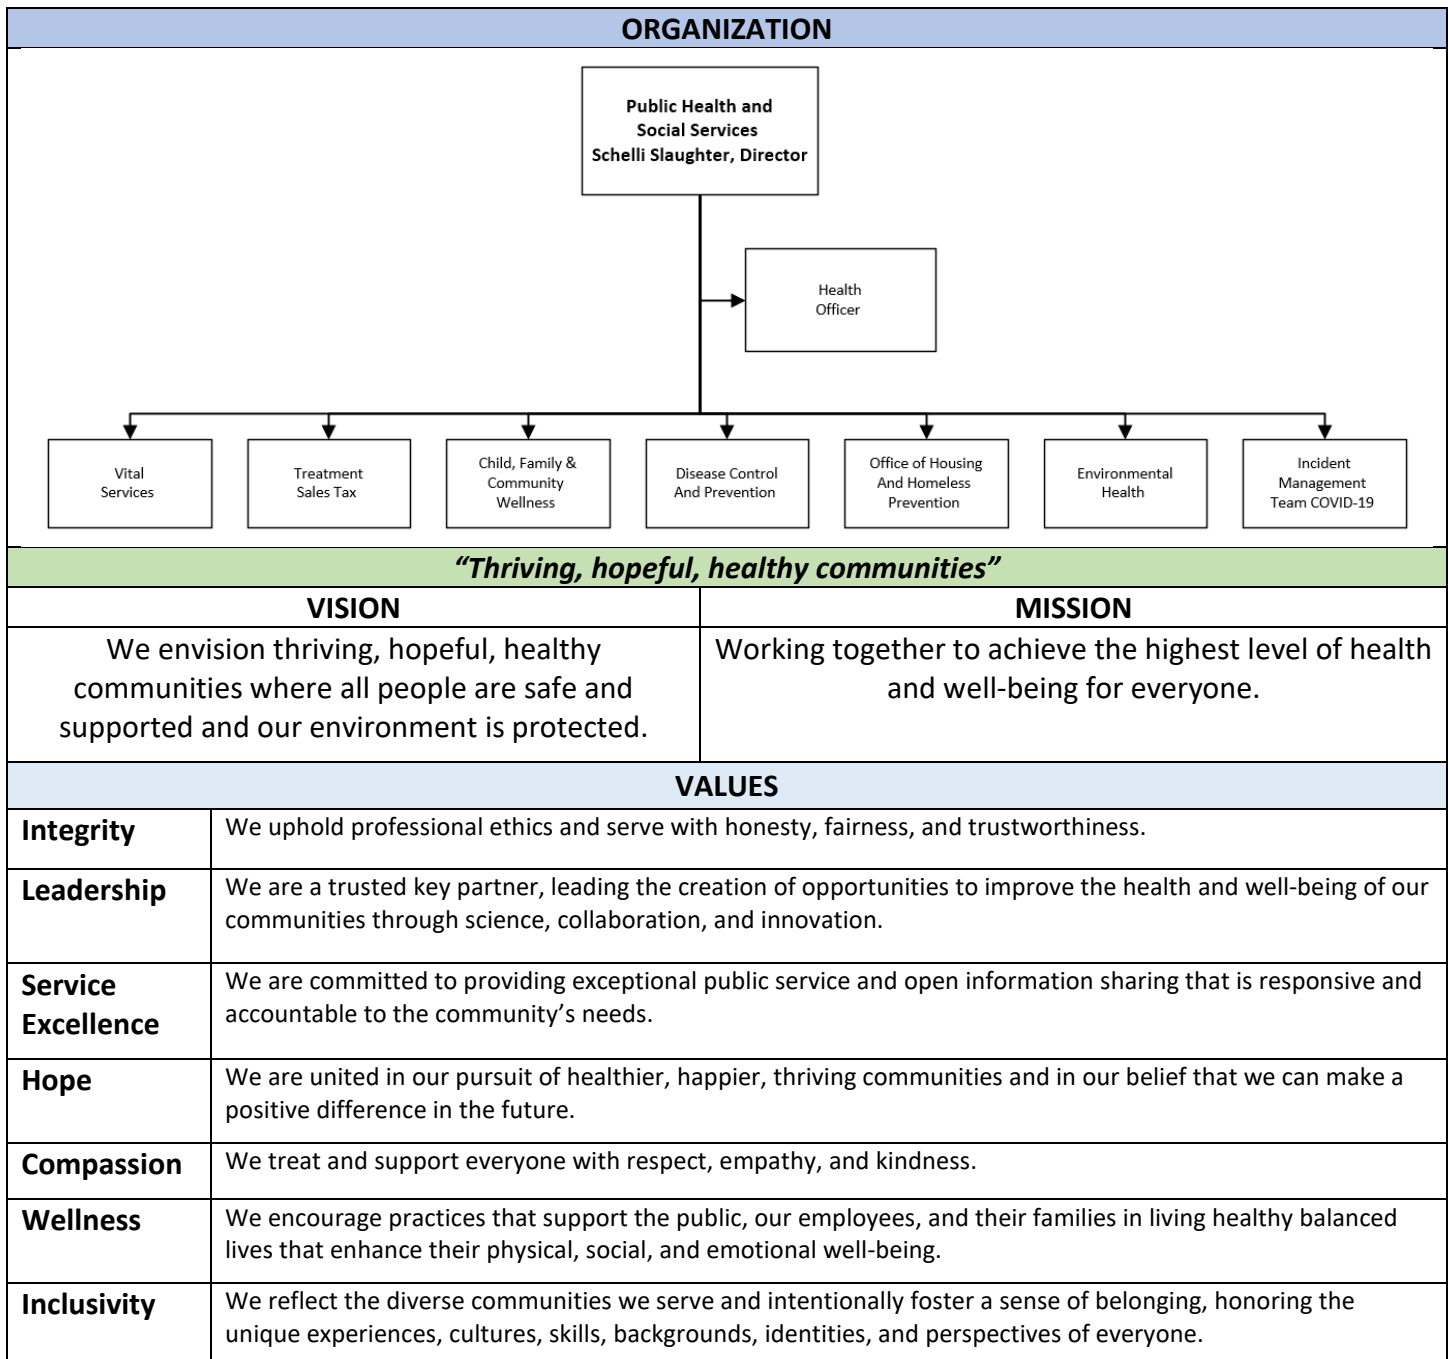 ORGANIZATION
Public Health and
Social Services
Schelli Slaughter, Director
Health
Officer
Vital
Services
Treatment
Sales Tax
Child, Family &
Community
Wellness
Disease Control
And Prevention
Office of Housing
And Homeless
Prevention
Environmental
Health
Incident
Management
Team COVID-19
“Thriving, hopeful, healthy communities”
VISION
We envision thriving, hopeful, healthy
communities where all people are safe and
supported and our environment is protected.
MISSION
Working together to achieve the highest level of health
and well-being for everyone.
VALUES
Integrity
We uphold professional ethics and serve with honesty, fairness, and trustworthiness.
Leadership
We are a trusted key partner, leading the creation of opportunities to improve the health and well-being of our
communities through science, collaboration, and innovation.
Service
Excellence
We are committed to providing exceptional public service and open information sharing that is responsive and
accountable to the community’s needs.
Hope
We are united in our pursuit of healthier, happier, thriving communities and in our belief that we can make a
positive difference in the future.
Compassion
We treat and support everyone with respect, empathy, and kindness.
Wellness
We encourage practices that support the public, our employees, and their families in living healthy balanced
lives that enhance their physical, social, and emotional well-being.
Inclusivity
We reflect the diverse communities we serve and intentionally foster a sense of belonging, honoring the
unique experiences, cultures, skills, backgrounds, identities, and perspectives of everyone.